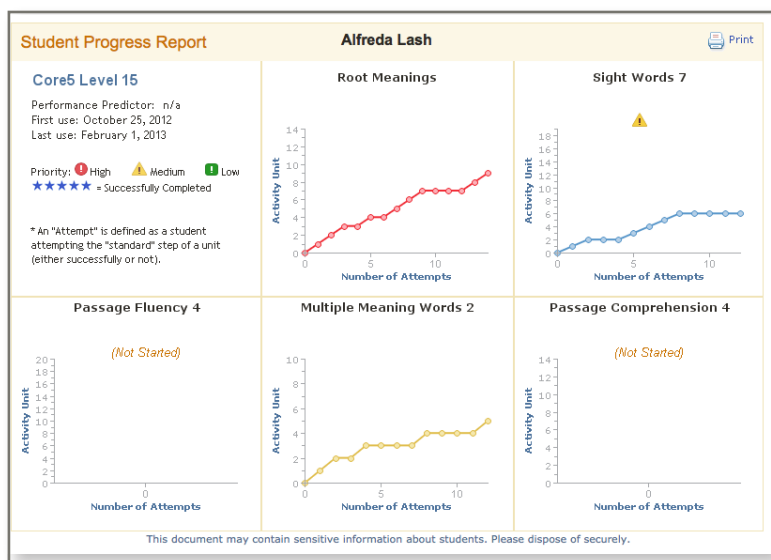 Student Progress Report
Alfreda Lash
Print
Core5 Level 15
Performance Predictor: n/a
First use: October 25, 2012
Last use: February 1, 2013
Priority: High Medium Low
= Successfully Completed
* An "Attempt" is defined as a student
attempting the "standard" step of a unit
(either successfully or not).
Root Meanings
Activity Unit
14
12
10
8
6
4
2
0
0 5 10
Number of Attempts
Sight Words 7
Activity Unit
18
16
14
12
10
8
6
4
2
0
0 5 10
Number of Attempts
Passage Fluency 4
(Not Started)
Activity Unit
20
18
16
14
12
10
8
6
4
2
0
0
Number of Attempts
Multiple Meaning Words 2
Activity Unit
10
8
6
4
2
0
0 5 10
Number of Attempts
Passage Comprehension 4
(Not Started)
Activity Unit
14
12
10
8
6
4
2
0
0
Number of Attempts
This document may contain sensitive information about students. Please dispose of securely.